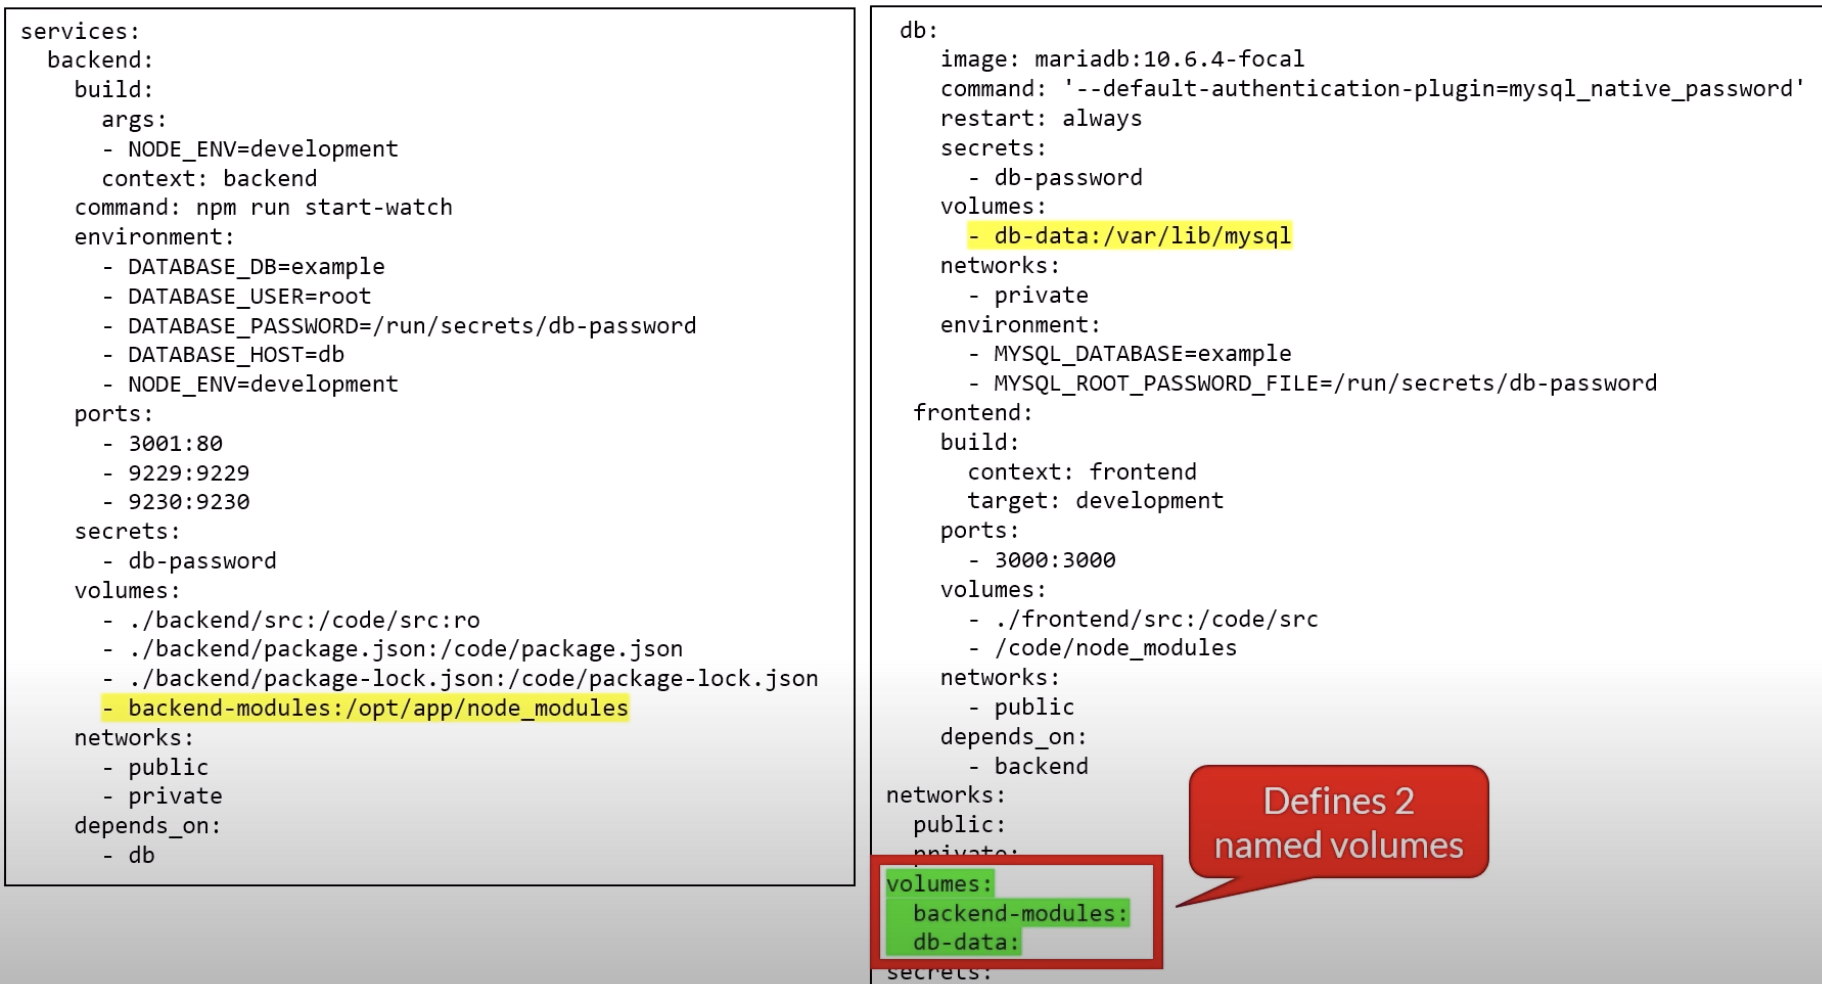 services:
backend:
build:
args:
- NODE_ENV=development
context: backend
command: npm run start-watch
environment:
- DATABASE_DB=example
- DATABASE_USER=root
- DATABASE_PASSWORD=/run/secrets/db-password
- DATABASE_HOST=db
- NODE_ENV=development
ports:
- 3001:80
- 9229:9229
- 9230:9230
secrets:
- db-password
volumes:
- ./backend/src:/code/src:ro
- ./backend/package.json:/code/package.json
- ./backend/package-lock.json:/code/package-lock.json
- backend-modules:/opt/app/node_modules
networks:
- public
- private
depends_on:
- db
db:
image: mariadb:10.6.4-focal
command: '--default-authentication-plugin=mysql_native_password'
restart: always
secrets:
- db-password
volumes:
- db-data:/var/lib/mysql
networks:
- private
environment:
- MYSQL_DATABASE=example
- MYSQL_ROOT_PASSWORD_FILE=/run/secrets/db-password
frontend:
build:
context: frontend
target: development
ports:
- 3000:3000
volumes:
- ./frontend/src:/code/src
- /code/node_modules
networks:
- public
depends_on:
- backend
networks:
public:
private:
volumes:
backend-modules:
db-data:
secrets:
Defines 2
named volumes